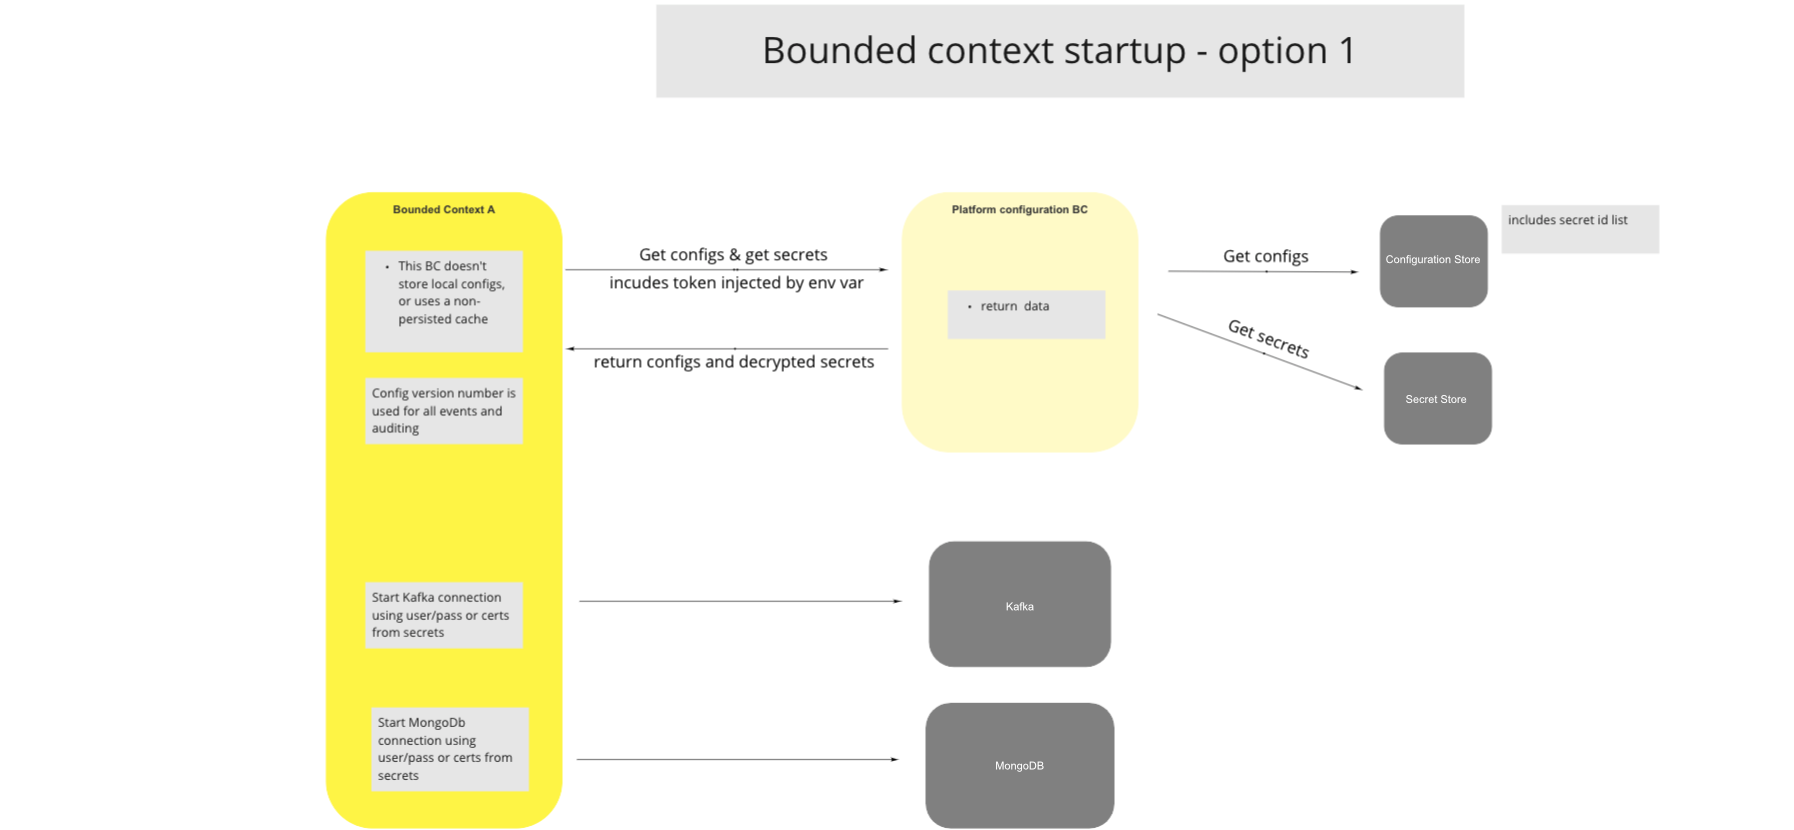 Bounded context startup - option 1
Bounded Context A
• This BC doesn't
store local configs,
or uses a non-
persisted cache
Config version number is
used for all events and
auditing
Start Kafka connection
using user/pass or certs
from secrets
Start MongoDb
connection using
user/pass or certs from
secrets
Get configs & get secrets
incudes token injected by env var
return configs and decrypted secrets
Platform configuration BC
• return data
Get configs
Get secrets
Configuration Store
includes secret id list
Secret Store
Kafka
MongoDB